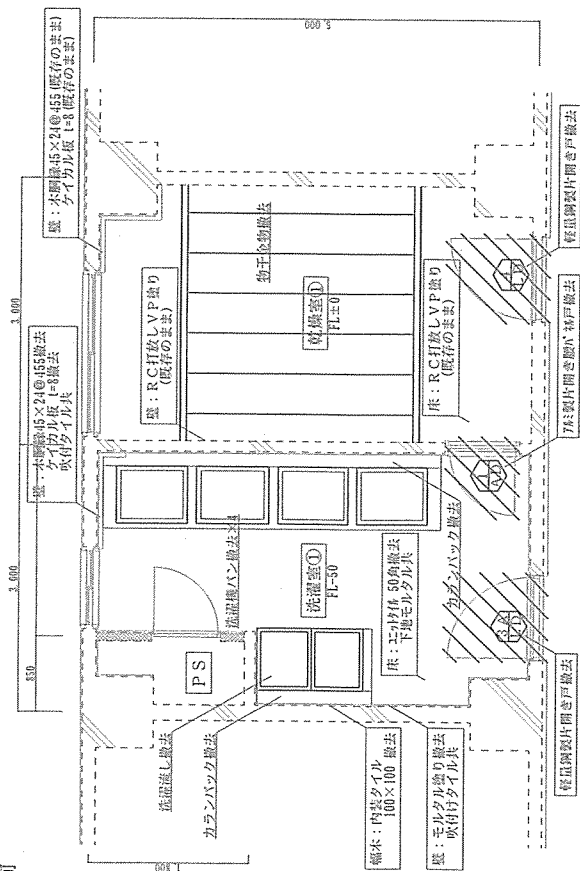 壁：木胴縁45×24@455 (既存のまま)
ケイカル板 t=8 (既存のまま)
3,000
壁：木胴縁45×24@455撤去
ケイカル板 t=8撤去
吹付タイル共
3,000
850
5,000
壁：RC打放しVP塗り
(既存のまま)
物干金物撤去
乾燥室①
FL±0
床：RC打放しVP塗り
(既存のまま)
洗濯機パン撤去×4
洗濯室①
FL-50
床：ユニットタイル 50角撤去
下地モルタル共
カランバック撤去
PS
洗濯流し撤去
カランバック撤去
幅木：内装タイル
100×100 撤去
壁：モルタル塗り撤去
吹付けタイル共
軽量鋼製片開き戸撤去
アルミ製片開き腰パネル戸撤去
軽量鋼製片開き戸撤去
1
AD